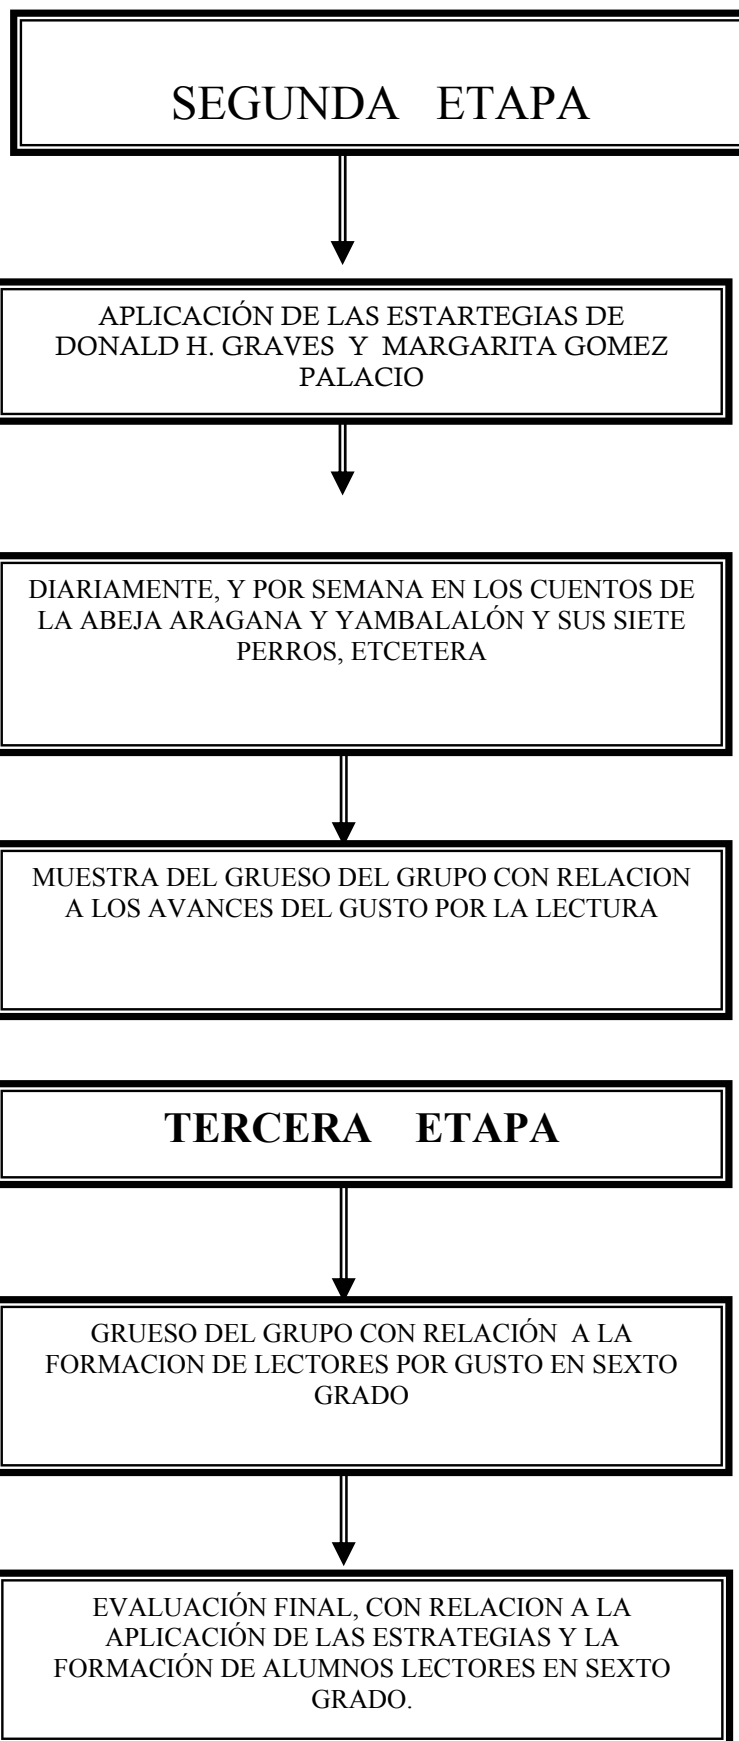 SEGUNDA ETAPA
APLICACIÓN DE LAS ESTARTEGIAS DE
DONALD H. GRAVES Y MARGARITA GOMEZ
PALACIO
DIARIAMENTE, Y POR SEMANA EN LOS CUENTOS DE
LA ABEJA ARAGANA Y YAMBALALÓN Y SUS SIETE
PERROS, ETCETERA
MUESTRA DEL GRUESO DEL GRUPO CON RELACION
A LOS AVANCES DEL GUSTO POR LA LECTURA
TERCERA ETAPA
GRUESO DEL GRUPO CON RELACIÓN A LA
FORMACION DE LECTORES POR GUSTO EN SEXTO
GRADO
EVALUACIÓN FINAL, CON RELACION A LA
APLICACIÓN DE LAS ESTRATEGIAS Y LA
FORMACIÓN DE ALUMNOS LECTORES EN SEXTO
GRADO.